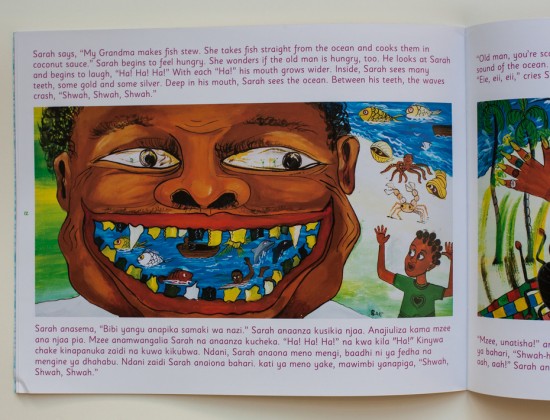 Sarah says, "My Grandma makes fish stew. She takes fish straight from the ocean and cooks them in
coconut sauce." Sarah begins to feel hungry. She wonders if the old man is hungry, too. He looks at Sarah
and begins to laugh, "Ha! Ha! Ha!" With each "Ha!" his mouth grows wider. Inside, Sarah sees many
teeth, some gold and some silver. Deep in his mouth, Sarah sees the ocean. Between his teeth, the waves
crash, "Shwah, Shwah, Shwah."
Sarah anasema, "Bibi yangu anapika samaki wa nazi." Sarah anaanza kusikia njaa. Anajiuliza kama mzee
ana njaa pia. Mzee anamwangalia Sarah na anaanza kucheka. "Ha! Ha! Ha!" na kwa kila "Ha!" Kinywa
chake kinapanuka zaidi na kuwa kikubwa. Ndani, Sarah anaona meno mengi, baadhi ni ya fedha na
mengine ya dhahabu. Ndani zaidi Sarah anaiona bahari. kati ya meno yake, mawimbi yanapiga, "Shwah,
Shwah, Shwah."
"Old man, you're
sound of the ocean.
"Eie, eii, eii," cries
"Mzee, unatisha!"
ya bahari,
aah, aah!" Sarah